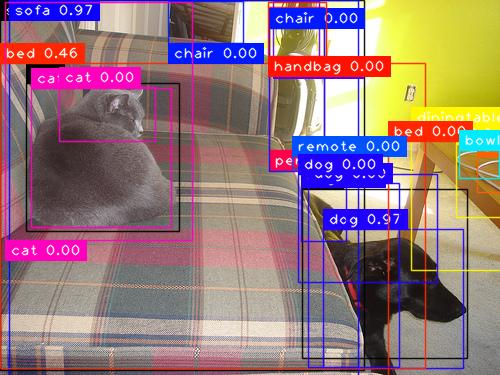 sofa 0.97
chair 0.00
bed 0.46
chair 0.00
handbag 0.00
cat 0.00
diningtable
bed 0.00
bowl
remote 0.00
dog 0.00
dog 0.97
cat 0.00